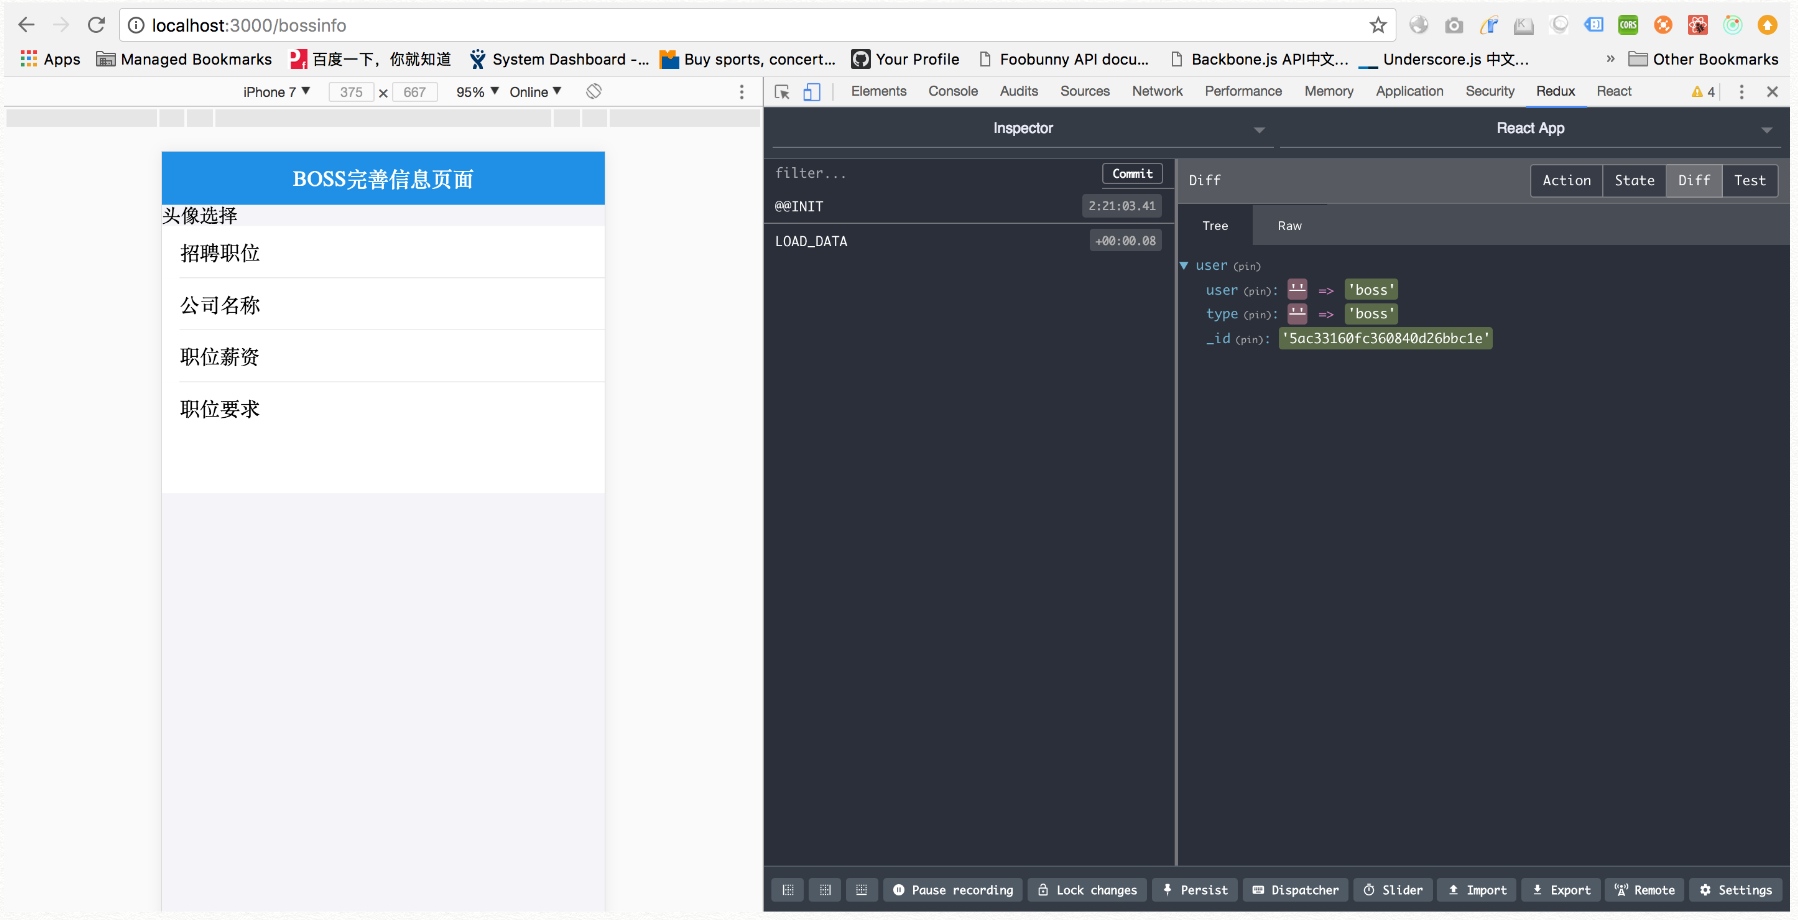 localhost:3000/bossinfo
Apps Managed Bookmarks 百度一下，你就知道 System Dashboard -... Buy sports, concert... Your Profile Foobunny API docu... Backbone.js API中文... Underscore.js 中文... » Other Bookmarks
iPhone 7 375 × 667 95% Online
Elements Console Audits Sources Network Performance Memory Application Security Redux React 4
Inspector React App
BOSS完善信息页面
头像选择
招聘职位
公司名称
职位薪资
职位要求
filter... Commit
@@INIT 2:21:03.41
LOAD_DATA +00:00.08
Diff Action State Diff Test
Tree Raw
user (pin)
user (pin): '' => 'boss'
type (pin): '' => 'boss'
_id (pin): '5ac33160fc360840d26bbc1e'
Pause recording Lock changes Persist Dispatcher Slider Import Export Remote Settings